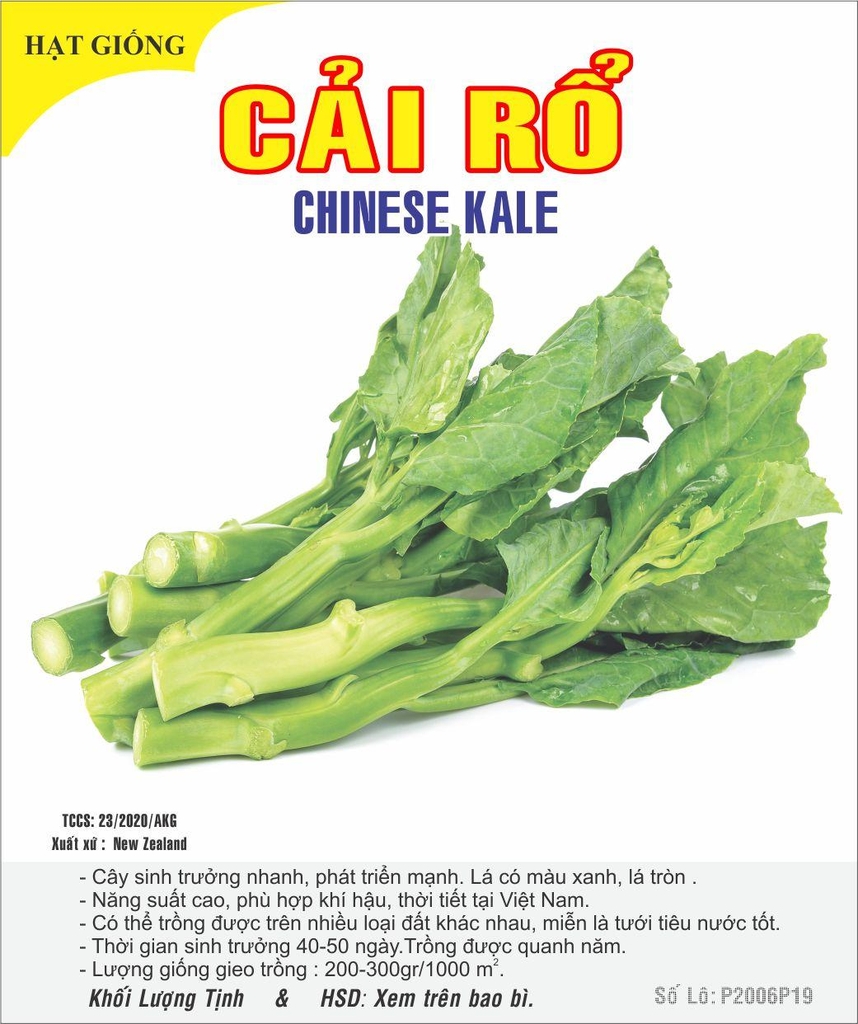 HẠT GIỐNG
CẢI RỔ
CHINESE KALE
TCCS: 23/2020/AKG
Xuất xứ : New Zealand
- Cây sinh trưởng nhanh, phát triển mạnh. Lá có màu xanh, lá tròn .
- Năng suất cao, phù hợp khí hậu, thời tiết tại Việt Nam.
- Có thể trồng được trên nhiều loại đất khác nhau, miễn là tưới tiêu nước tốt.
- Thời gian sinh trưởng 40-50 ngày.Trồng được quanh năm.
- Lượng giống gieo trồng : 200-300gr/1000 m².
Khối Lượng Tịnh & HSD: Xem trên bao bì.
Số Lô: P2006P19